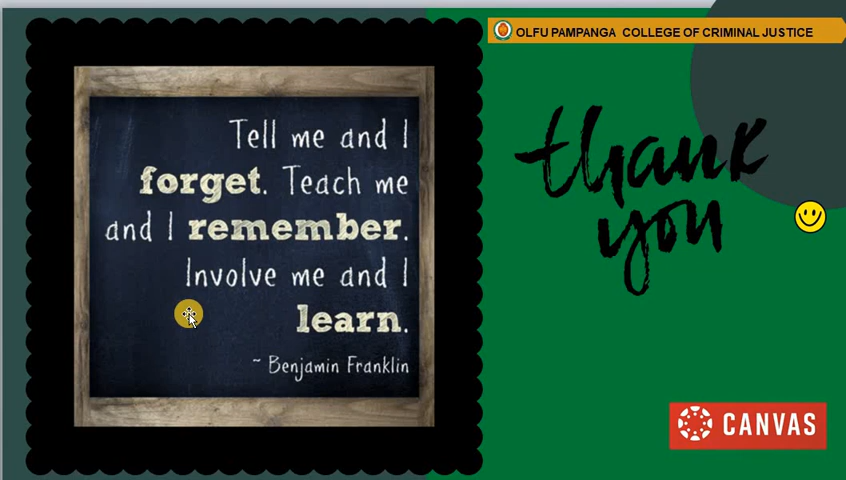 OLFU PAMPANGA COLLEGE OF CRIMINAL JUSTICE
Tell me and I
forget. Teach me
and I remember.
Involve me and I
learn.
~ Benjamin Franklin
thank
you
CANVAS